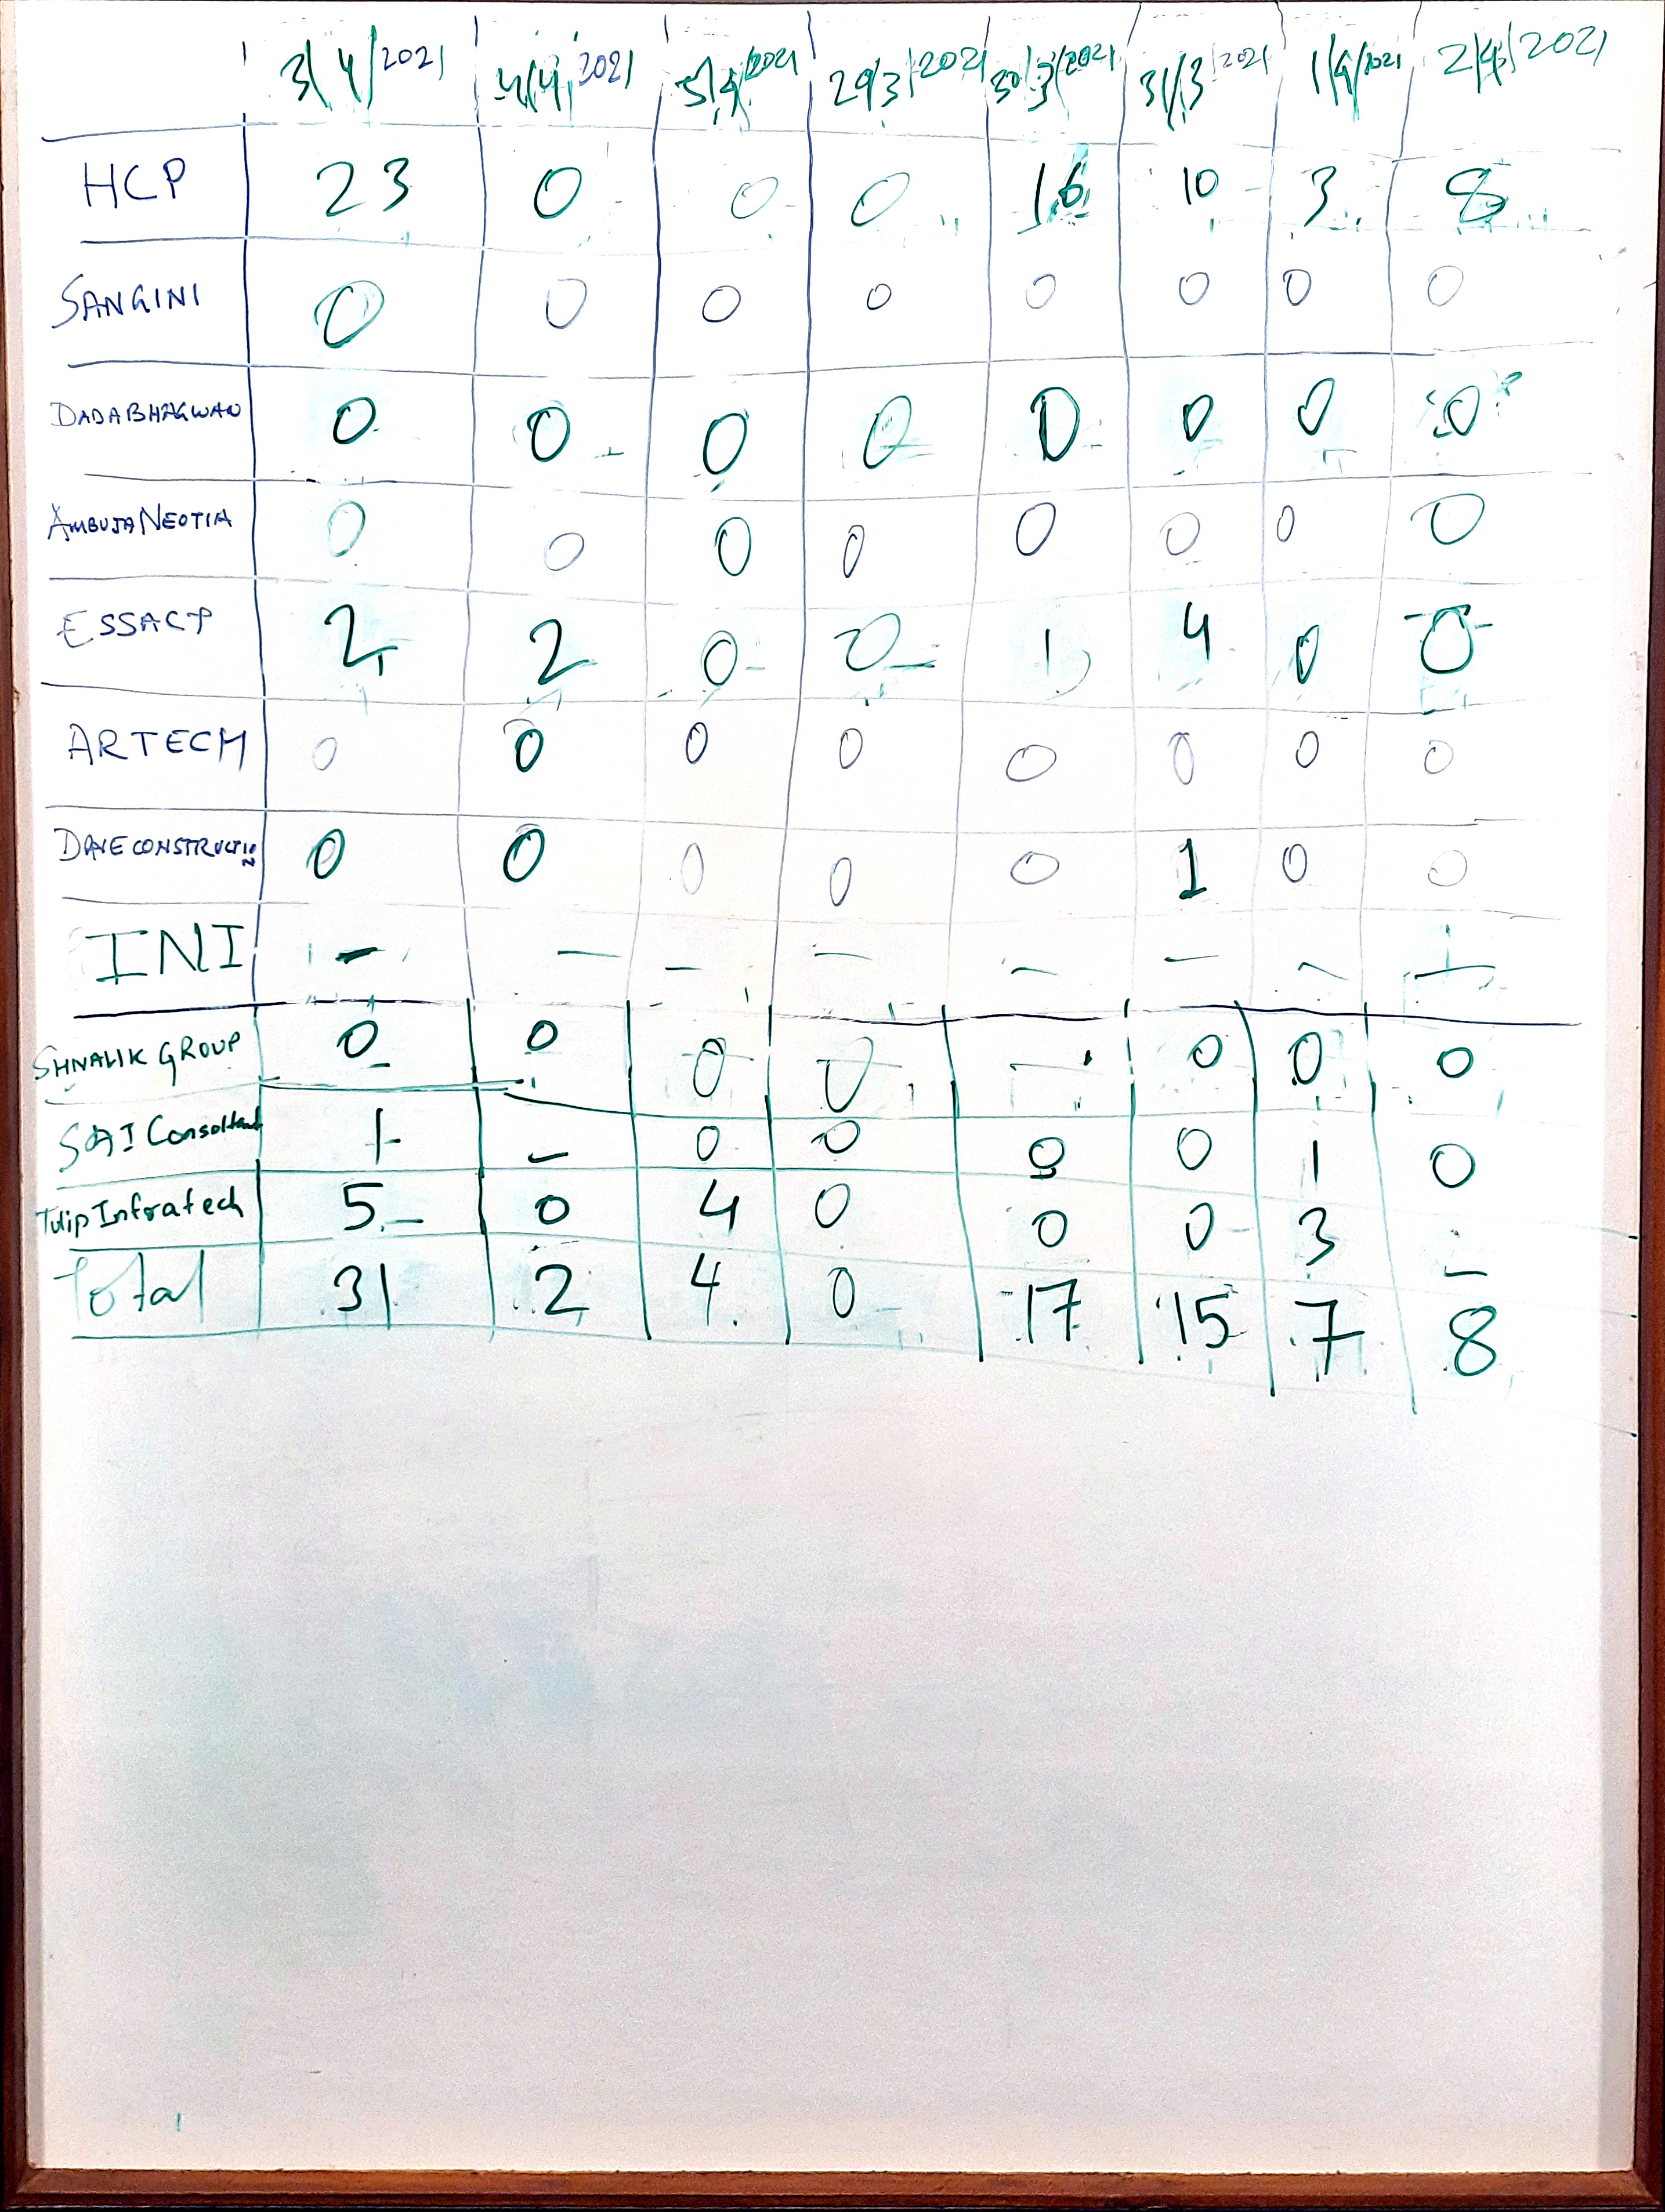 3/4/2021 4/4/2021 5/4/2021 29/3/2021 30/3/2021 31/3/2021 1/4/2021 2/4/2021
HCP 23 0 0 0 16 10 3 8
SANGINI 0 0 0 0 0 0 0 0
DADABHAGWAN 0 0 0 0 0 0 0 0
AMBUJA NEOTIA 0 0 0 0 0 0 0 0
ESSACP 2 2 0 0 1 4 0 0
ARTECH 0 0 0 0 0 0 0 0
DAVECONSTRUCTION 0 0 0 0 0 1 0 0
INI - - - - - - - -
SHIVALIK GROUP 0 0 0 0 - 0 0 0
SAI Consultant 1 - 0 0 0 0 1 0
Tulip Infratech 5 0 4 0 0 0 3 -
Total 31 2 4 0 17 15 7 8